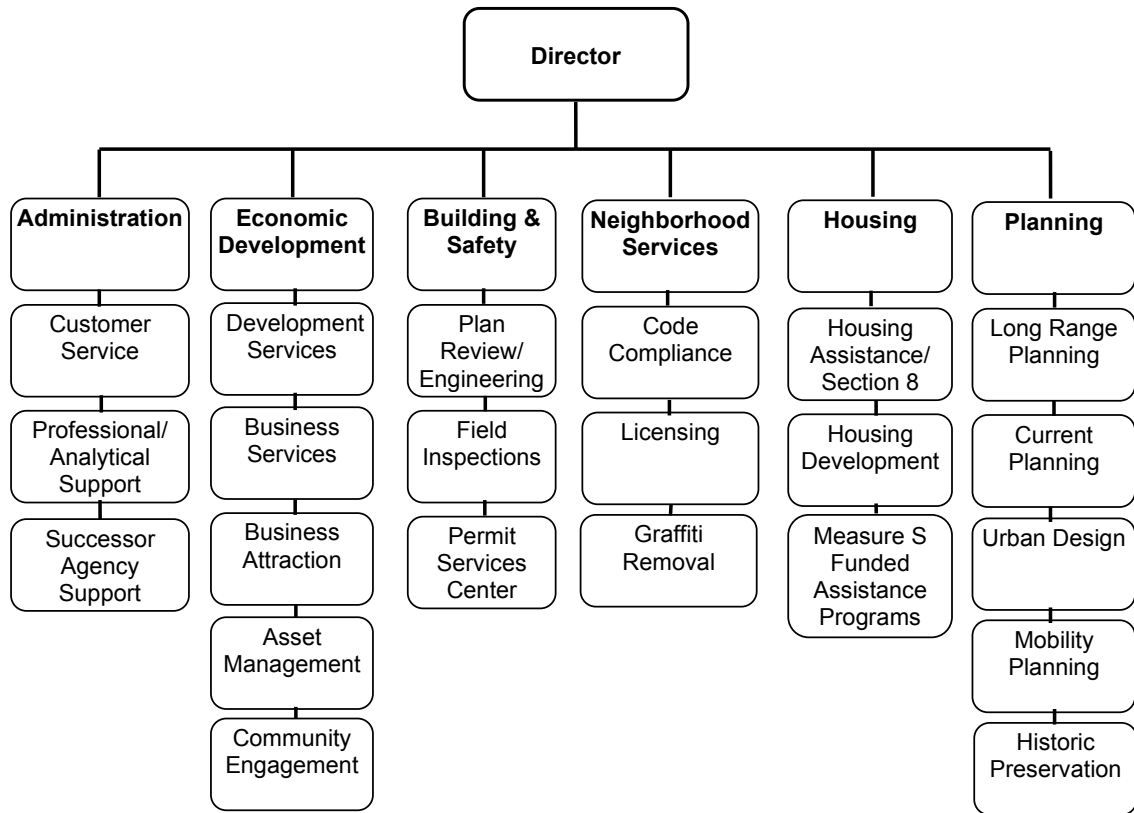 Director
Administration
Economic
Development
Building &
Safety
Neighborhood
Services
Housing
Planning
Customer
Service
Professional/
Analytical
Support
Successor
Agency
Support
Development
Services
Business
Services
Business
Attraction
Asset
Management
Community
Engagement
Plan
Review/
Engineering
Field
Inspections
Permit
Services
Center
Code
Compliance
Licensing
Graffiti
Removal
Housing
Assistance/
Section 8
Housing
Development
Measure S
Funded
Assistance
Programs
Long Range
Planning
Current
Planning
Urban Design
Mobility
Planning
Historic
Preservation